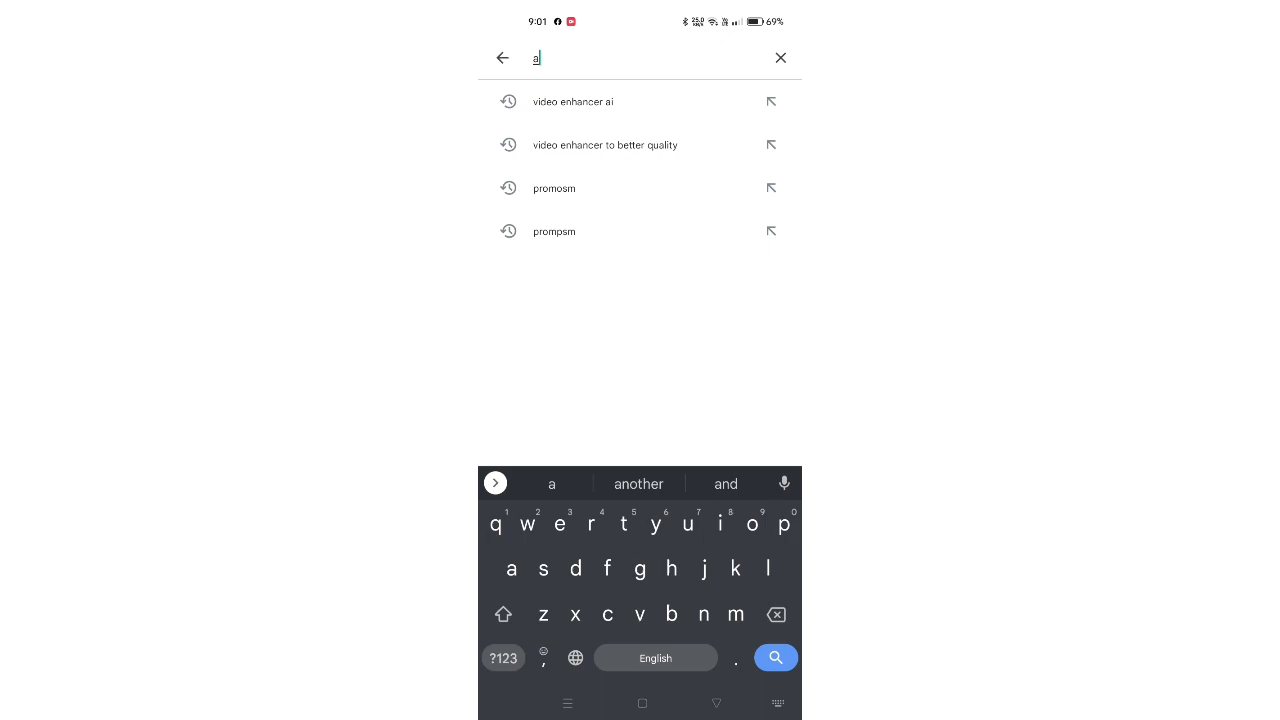 9:01 69%
a
video enhancer ai
video enhancer to better quality
promosm
prompsm
a another and
1 2 3 4 5 6 7 8 9 0
q w e r t y u i o p
a s d f g h j k l
z x c v b n m
?123 , English .